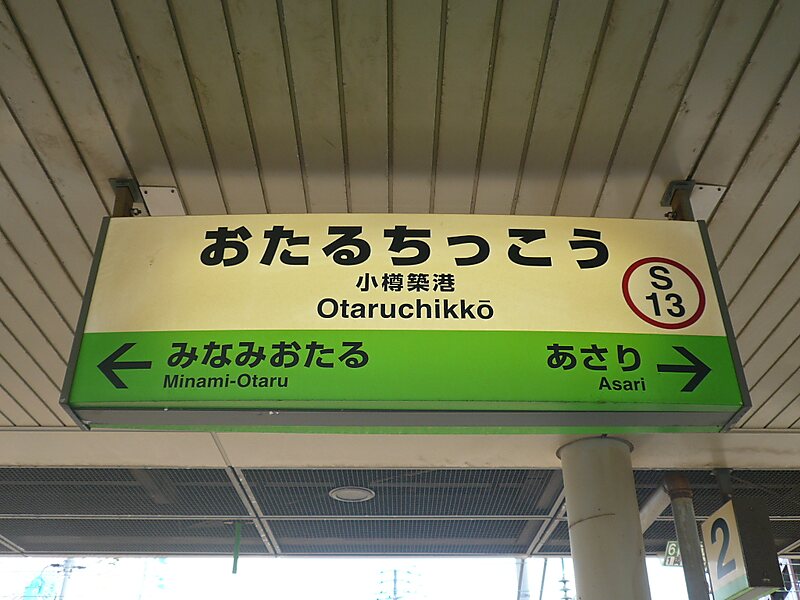 おたるちっこう
小樽築港
Otaruchikkō
S
13
← みなみおたる
Minami-Otaru
あさり →
Asari
2
6